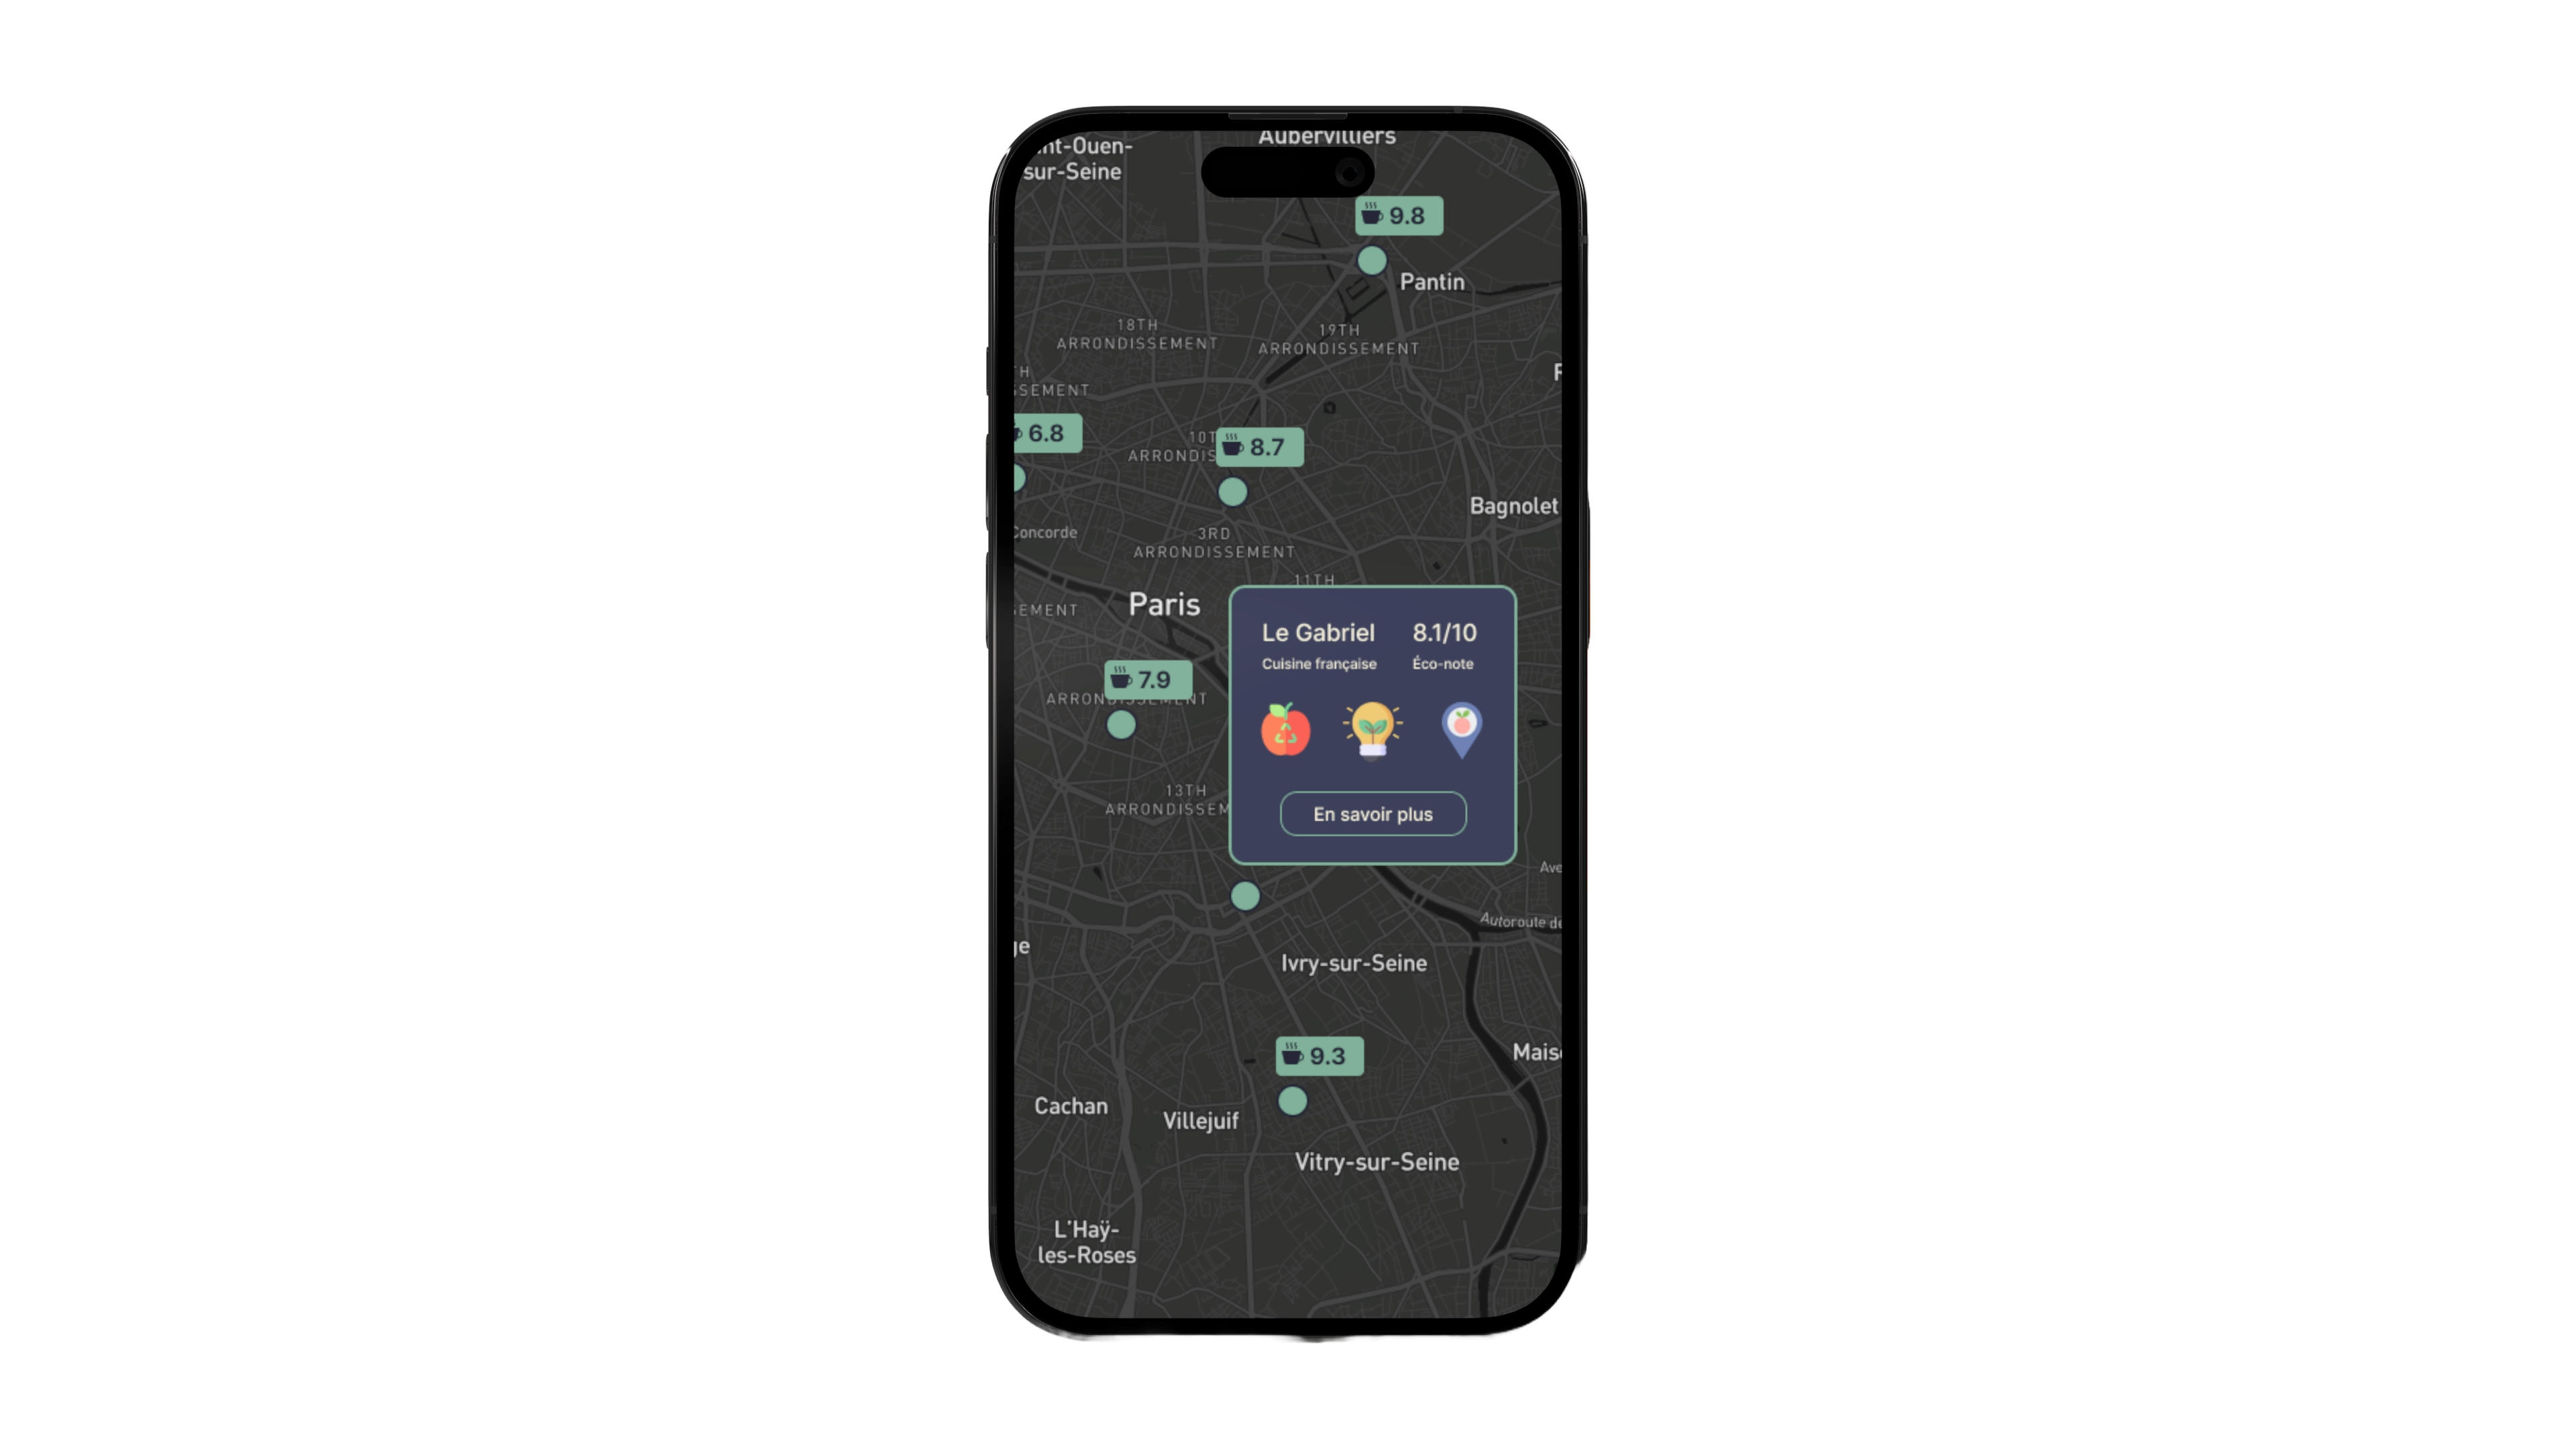 Aubervilliers
nt-Ouen-
sur-Seine
9.8
Pantin
18TH
ARRONDISSEMENT
19TH
ARRONDISSEMENT
TH
SSEMENT
6.8
10T
ARRONDIS
8.7
Bagnolet
Concorde
3RD
ARRONDISSEMENT
11TH
Paris
SEMENT
Le Gabriel
8.1/10
Cuisine française
Éco-note
7.9
ARRONDISSEMENT
13TH
ARRONDISSEM
En savoir plus
Ave
Autoroute de
ge
Ivry-sur-Seine
9.3
Mais
Cachan
Villejuif
Vitry-sur-Seine
L'Haÿ-
les-Roses